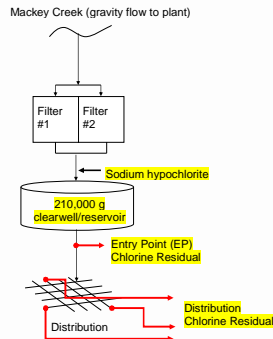 Mackey Creek (gravity flow to plant)
Filter
#1
Filter
#2
Sodium hypochlorite
210,000 g
clearwell/reservoir
Entry Point (EP)
Chlorine Residual
Distribution
Chlorine Residual
Distribution